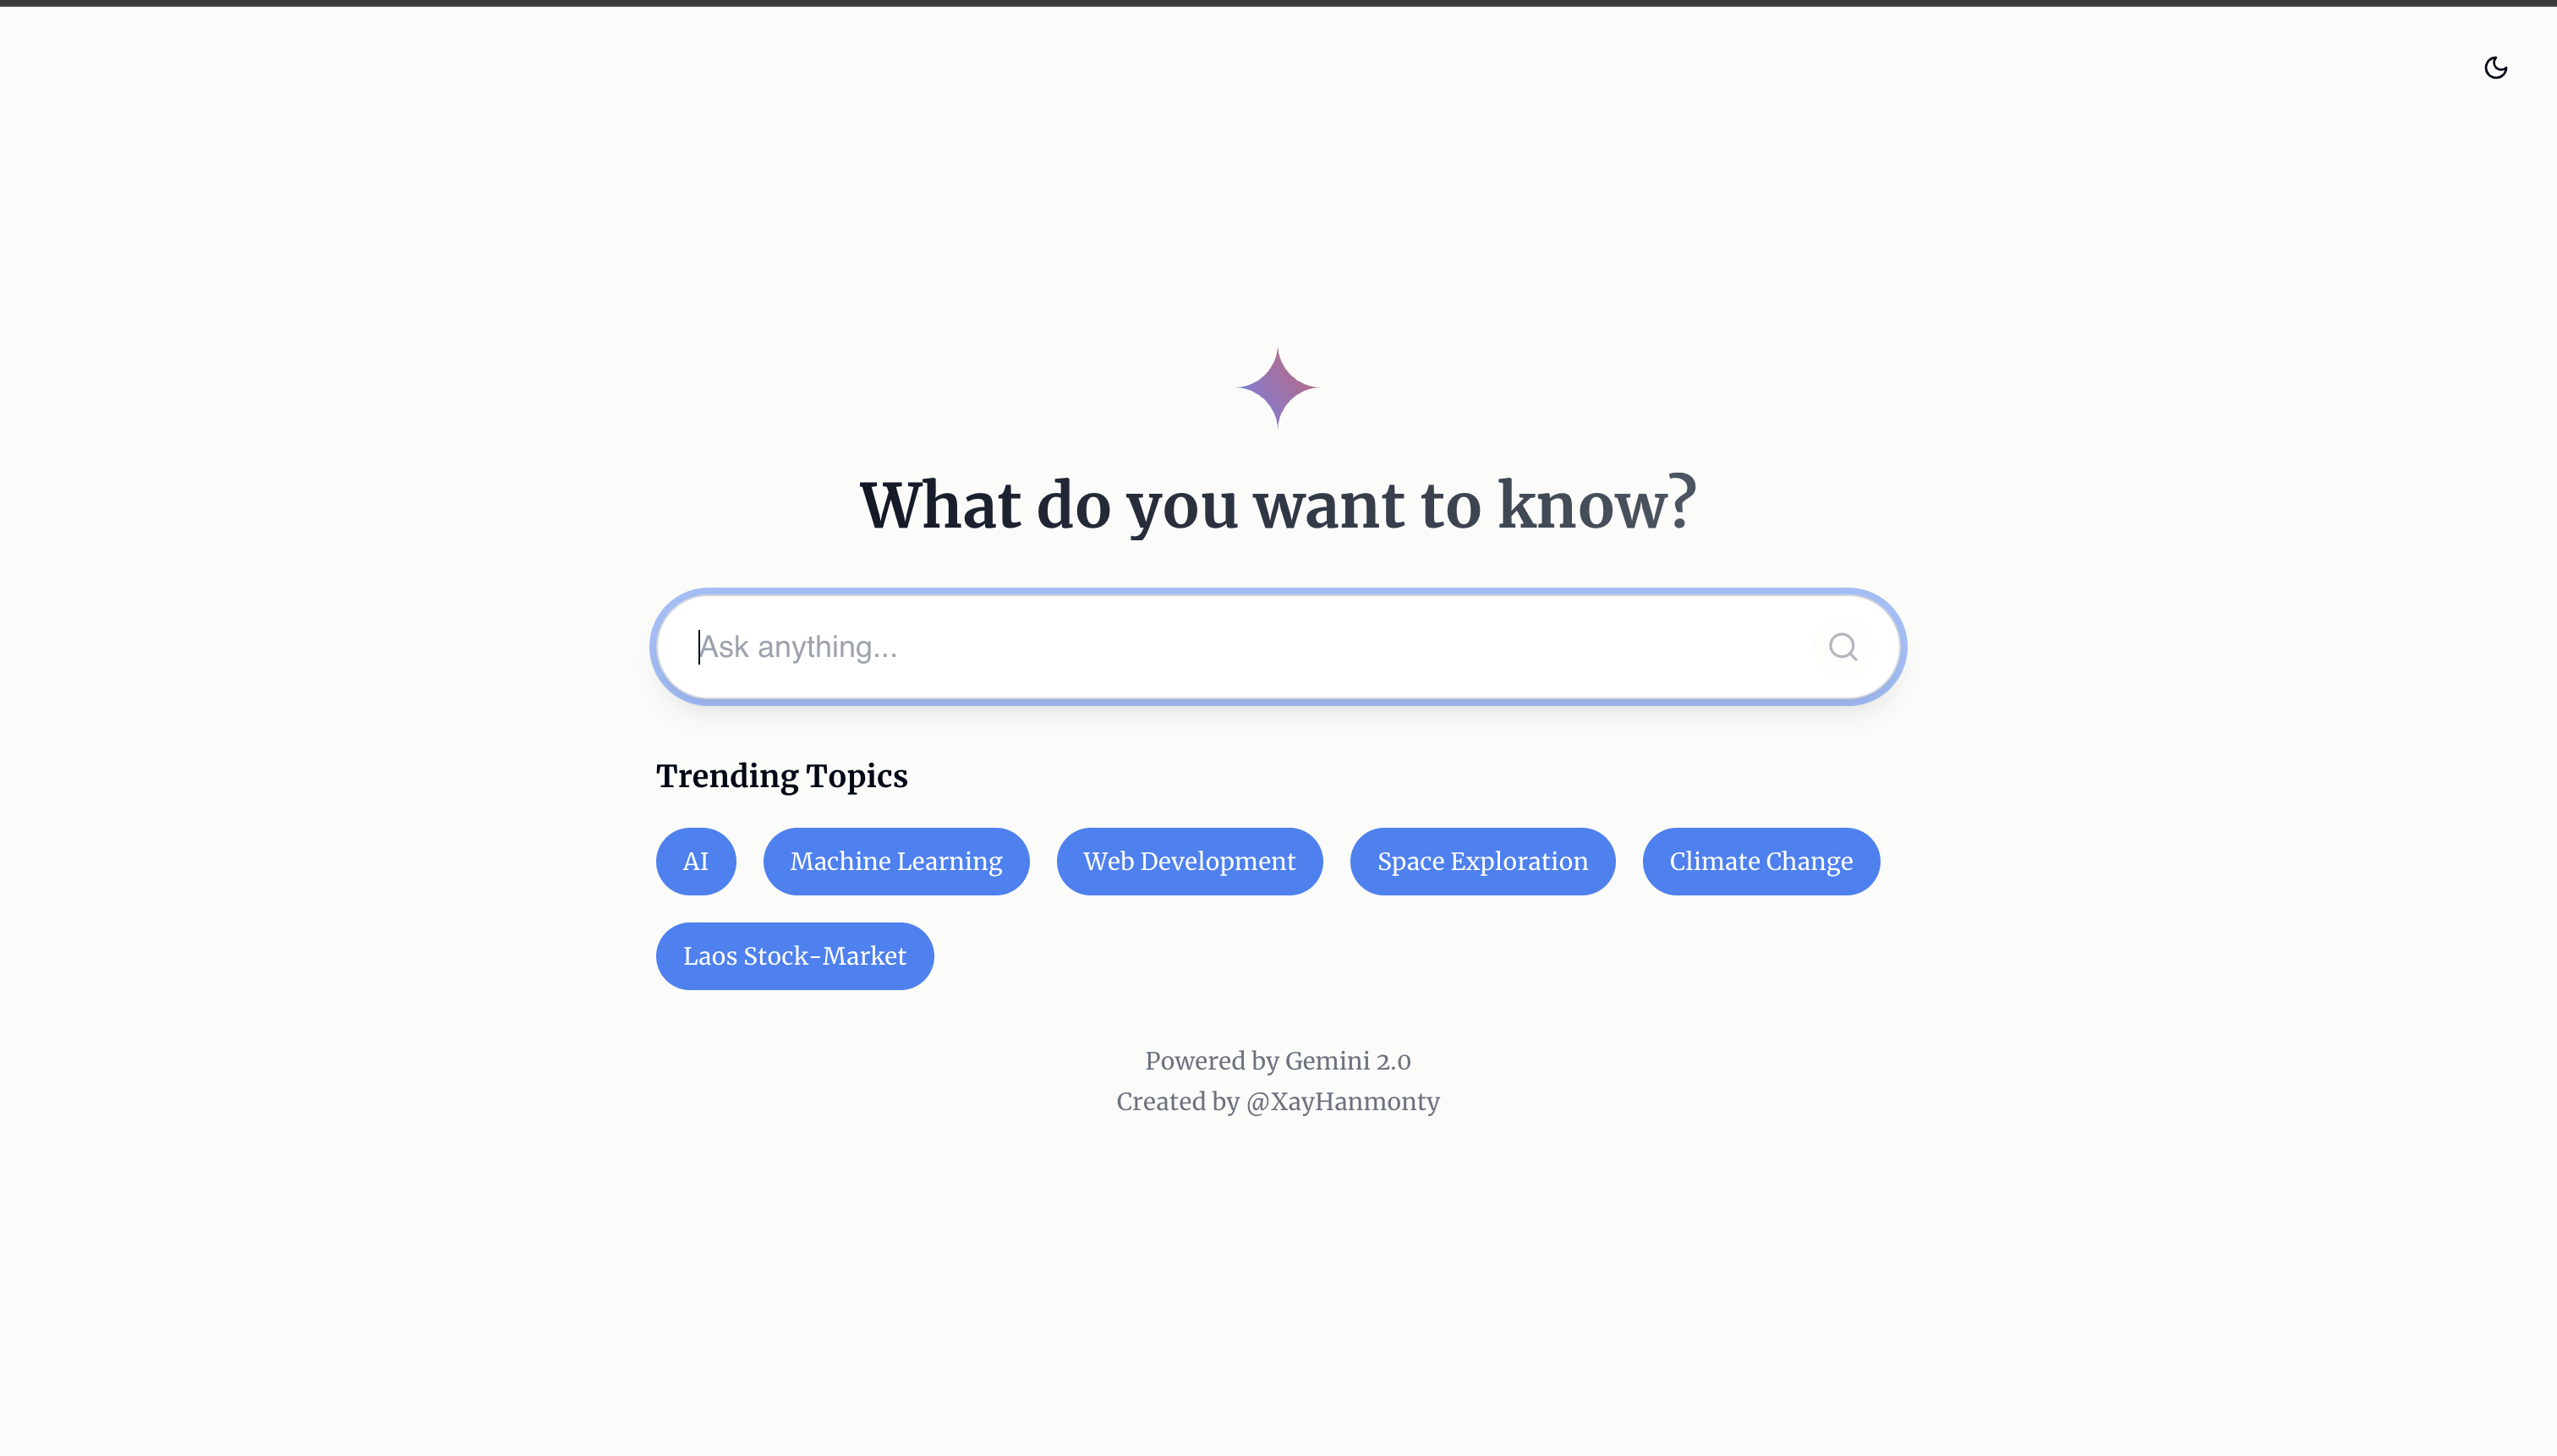 What do you want to know?
Ask anything...
Trending Topics
AI
Machine Learning
Web Development
Space Exploration
Climate Change
Laos Stock-Market
Powered by Gemini 2.0
Created by @XayHanmonty